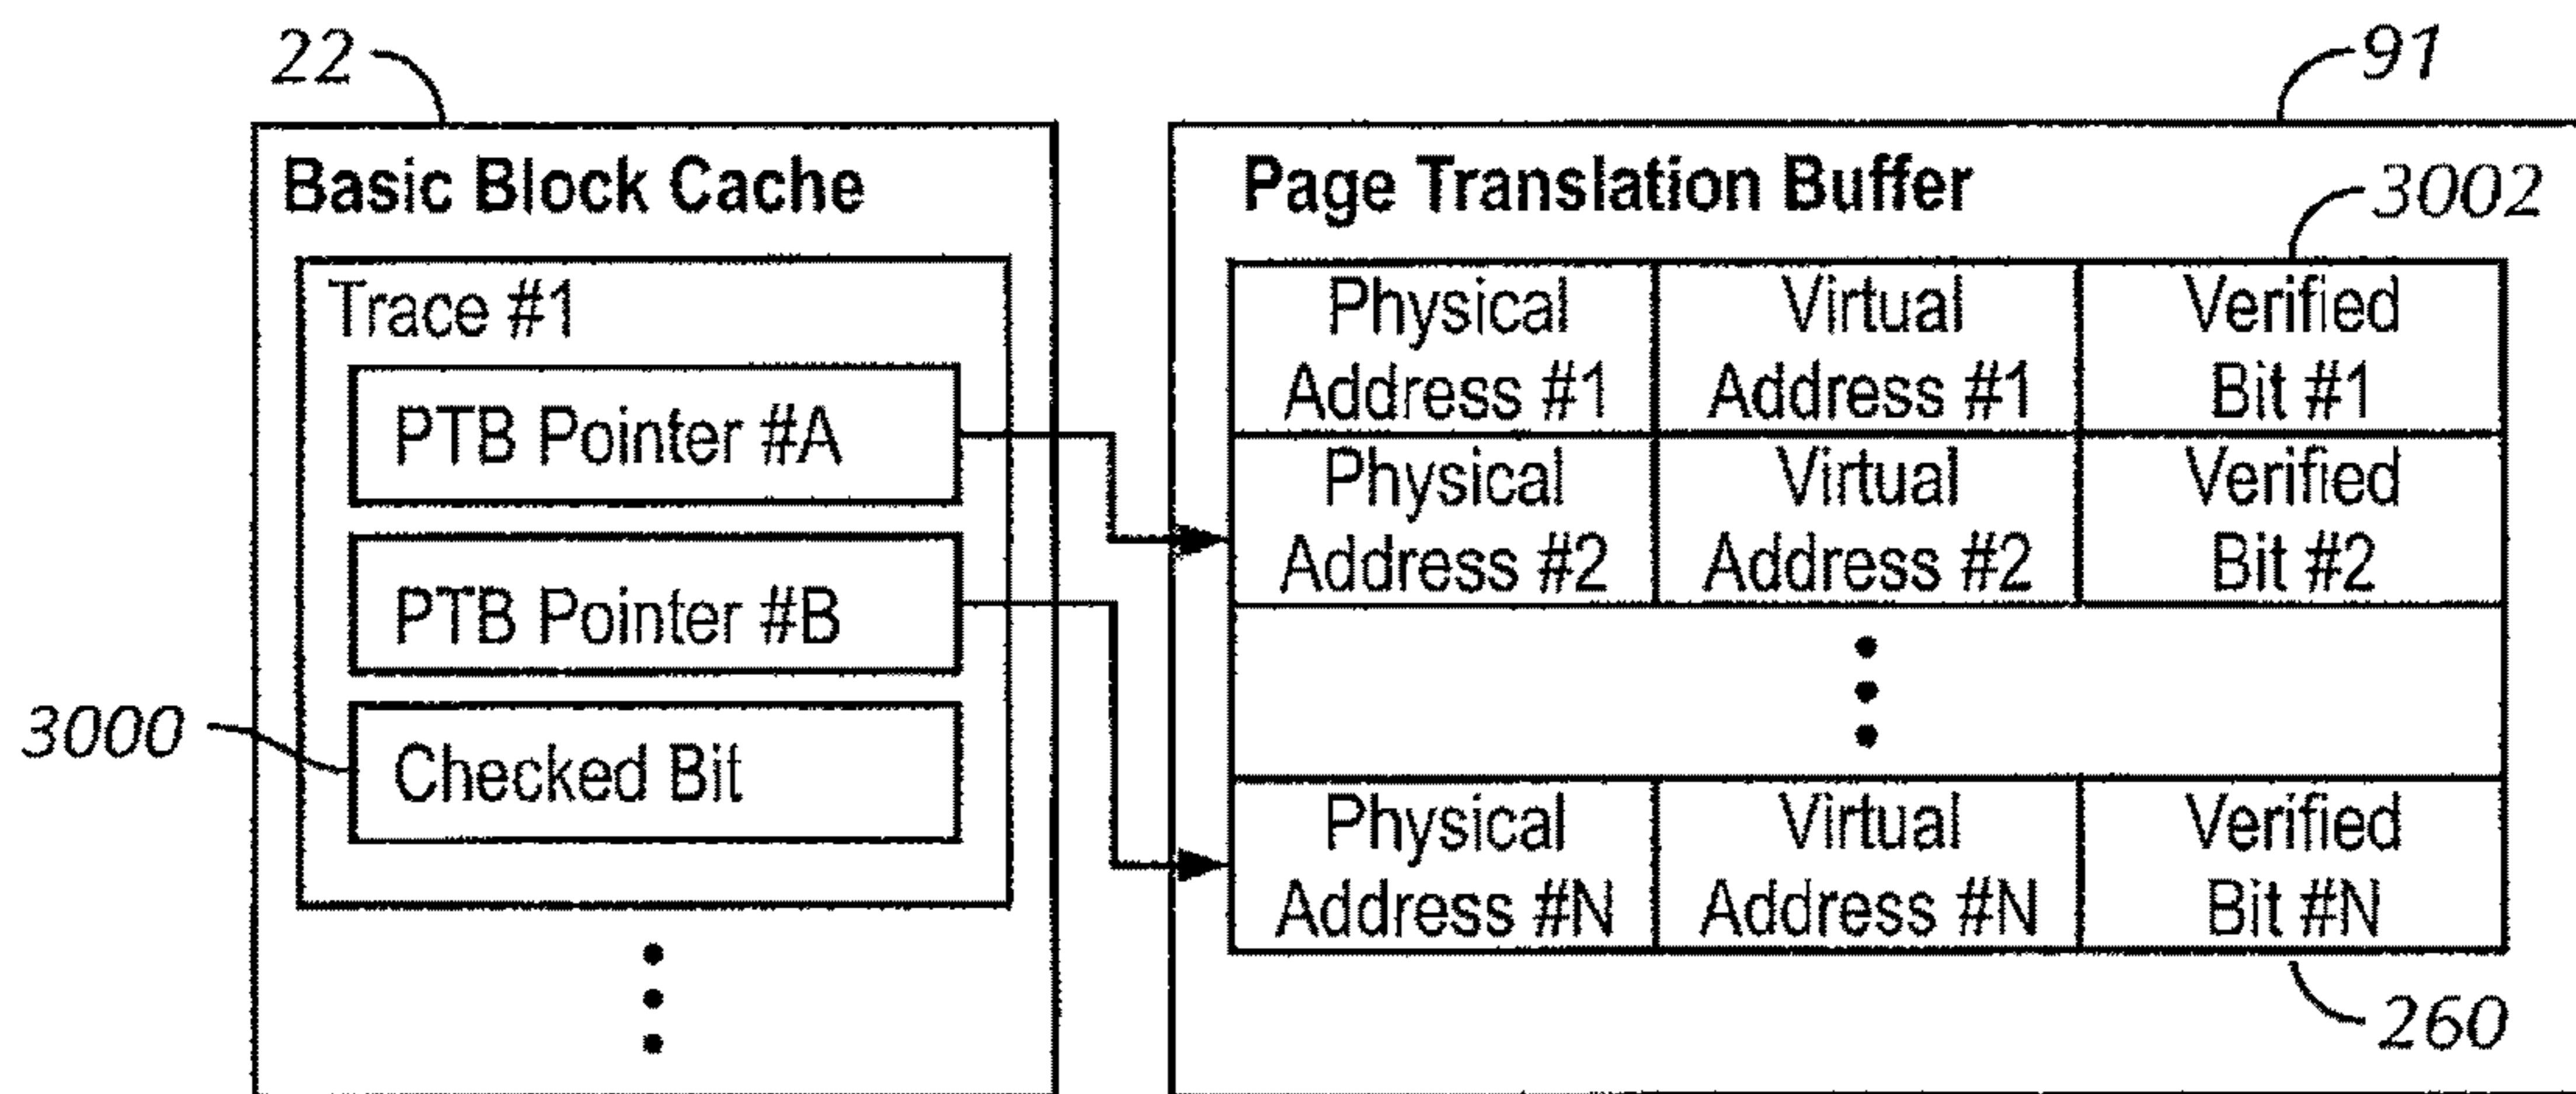 22
91
Basic Block Cache
Page Translation Buffer
3002
Trace #1
PTB Pointer #A
PTB Pointer #B
3000
Checked Bit
Physical
Address #1
Virtual
Address #1
Verified
Bit #1
Physical
Address #2
Virtual
Address #2
Verified
Bit #2
Physical
Address #N
Virtual
Address #N
Verified
Bit #N
260